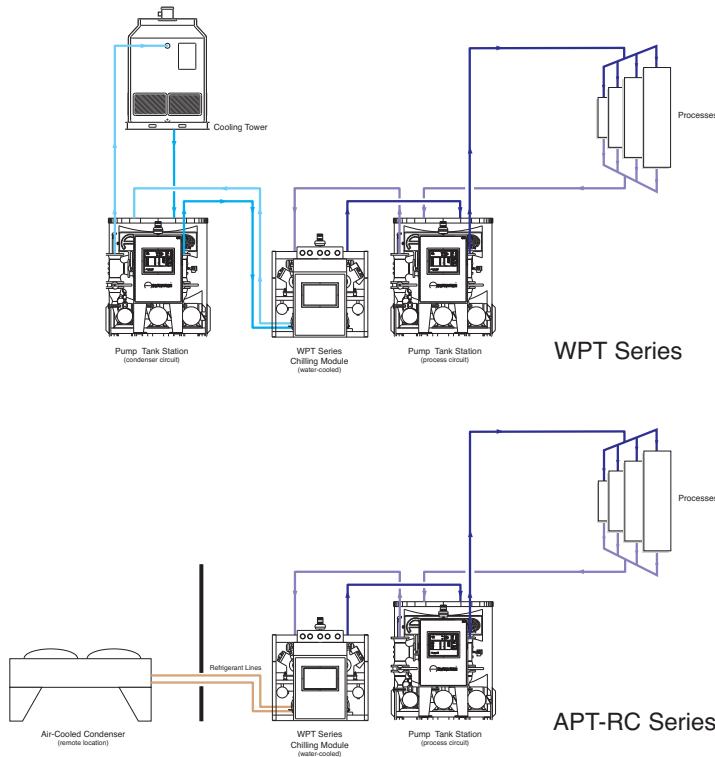 Cooling Tower
Processes
Pump Tank Station
(condenser circuit)
WPT Series
Chilling Module
(water-cooled)
Pump Tank Station
(process circuit)
WPT Series
Processes
Refrigerant Lines
Air-Cooled Condenser
(remote location)
WPT Series
Chilling Module
(water-cooled)
Pump Tank Station
(process circuit)
APT-RC Series